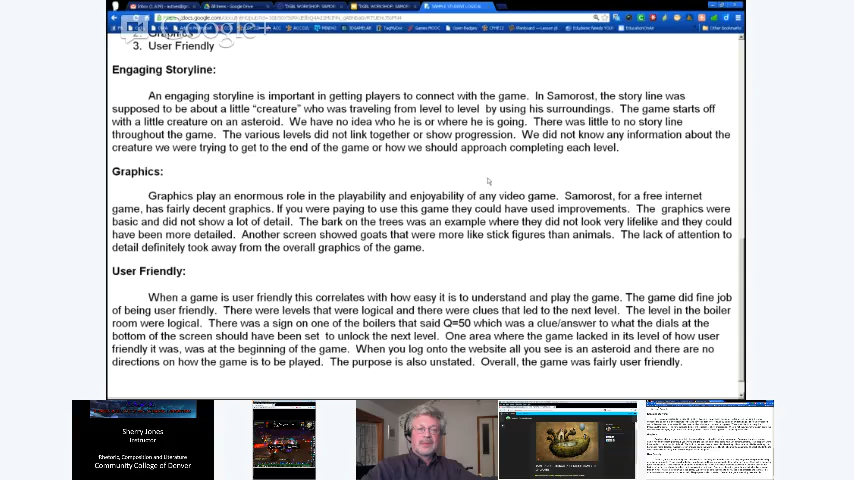 Google+
3. User Friendly
Engaging Storyline:
An engaging storyline is important in getting players to connect with the game. In Samorost, the story line was
supposed to be about a little “creature” who was traveling from level to level by using his surroundings. The game starts off
with a little creature on an asteroid. We have no idea who he is or where he is going. There was little to no story line
throughout the game. The various levels did not link together or show progression. We did not know any information about the
creature we were trying to get to the end of the game or how we should approach completing each level.
Graphics:
Graphics play an enormous role in the playability and enjoyability of any video game. Samorost, for a free internet
game, has fairly decent graphics. If you were paying to use this game they could have used improvements. The graphics were
basic and did not show a lot of detail. The bark on the trees was an example where they did not look very lifelike and they could
have been more detailed. Another screen showed goats that were more like stick figures than animals. The lack of attention to
detail definitely took away from the overall graphics of the game.
User Friendly:
When a game is user friendly this correlates with how easy it is to understand and play the game. The game did fine job
of being user friendly. There were levels that were logical and there were clues that led to the next level. The level in the boiler
room were logical. There was a sign on one of the boilers that said Q=50 which was a clue/answer to what the dials at the
bottom of the screen should have been set to unlock the next level. One area where the game lacked in its level of how user
friendly it was, was at the beginning of the game. When you log onto the website all you see is an asteroid and there are no
directions on how the game is to be played. The purpose is also unstated. Overall, the game was fairly user friendly.
Sherry Jones
Instructor
Rhetoric, Composition and Literature
Community College of Denver